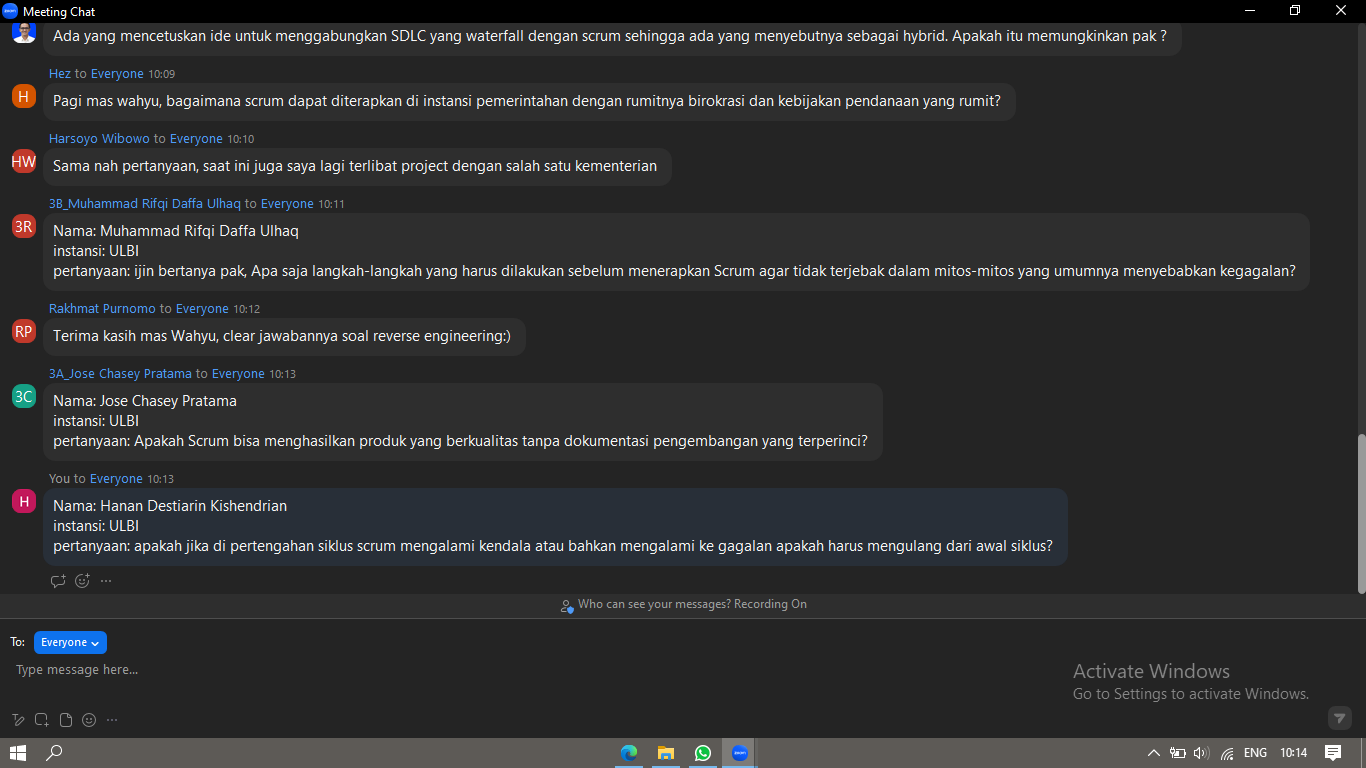 Meeting Chat
Ada yang mencetuskan ide untuk menggabungkan SDLC yang waterfall dengan scrum sehingga ada yang menyebutnya sebagai hybrid. Apakah itu memungkinkan pak ?
Hez to Everyone 10:09
H
Pagi mas wahyu, bagaimana scrum dapat diterapkan di instansi pemerintahan dengan rumitnya birokrasi dan kebijakan pendanaan yang rumit?
Harsoyo Wibowo to Everyone 10:10
HW
Sama nah pertanyaan, saat ini juga saya lagi terlibat project dengan salah satu kementerian
3B_Muhammad Rifqi Daffa Ulhaq to Everyone 10:11
3R
Nama: Muhammad Rifqi Daffa Ulhaq
instansi: ULBI
pertanyaan: ijin bertanya pak, Apa saja langkah-langkah yang harus dilakukan sebelum menerapkan Scrum agar tidak terjebak dalam mitos-mitos yang umumnya menyebabkan kegagalan?
Rakhmat Purnomo to Everyone 10:12
RP
Terima kasih mas Wahyu, clear jawabannya soal reverse engineering:)
3A_Jose Chasey Pratama to Everyone 10:13
3C
Nama: Jose Chasey Pratama
instansi: ULBI
pertanyaan: Apakah Scrum bisa menghasilkan produk yang berkualitas tanpa dokumentasi pengembangan yang terperinci?
You to Everyone 10:13
H
Nama: Hanan Destiarin Kishendrian
instansi: ULBI
pertanyaan: apakah jika di pertengahan siklus scrum mengalami kendala atau bahkan mengalami ke gagalan apakah harus mengulang dari awal siklus?
Who can see your messages? Recording On
To: Everyone
Type message here...
Activate Windows
Go to Settings to activate Windows.
ENG 10:14